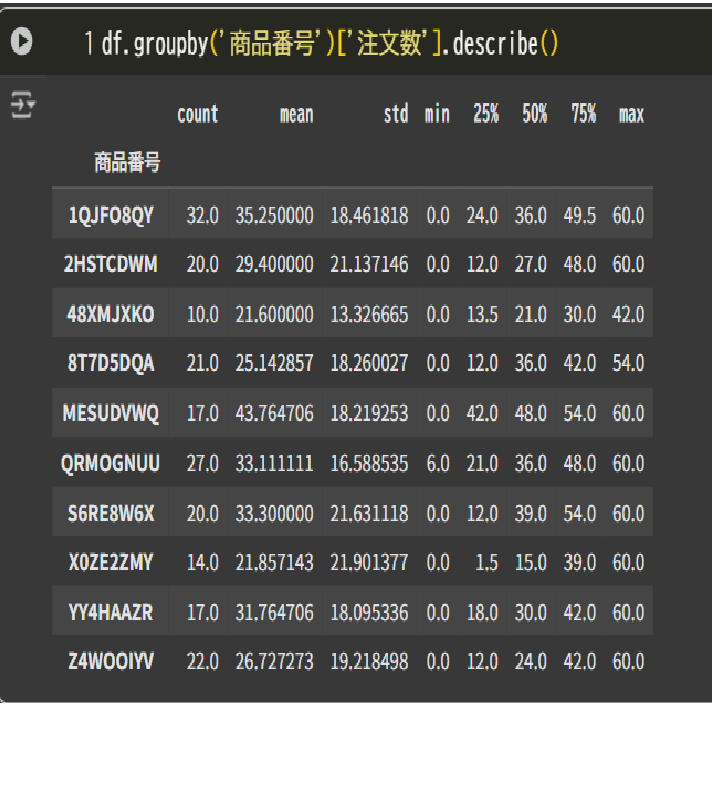 1 df.groupby('商品番号')['注文数'].describe()
count mean std min 25% 50% 75% max
商品番号
1QJFO8QY 32.0 35.250000 18.461818 0.0 24.0 36.0 49.5 60.0
2HSTCDWM 20.0 29.400000 21.137146 0.0 12.0 27.0 48.0 60.0
48XMJXKO 10.0 21.600000 13.326665 0.0 13.5 21.0 30.0 42.0
8T7D5DQA 21.0 25.142857 18.260027 0.0 12.0 36.0 42.0 54.0
MESUDVWQ 17.0 43.764706 18.219253 0.0 42.0 48.0 54.0 60.0
QRMOGNUU 27.0 33.111111 16.588535 6.0 21.0 36.0 48.0 60.0
S6RE8W6X 20.0 33.300000 21.631118 0.0 12.0 39.0 54.0 60.0
X0ZE2ZMY 14.0 21.857143 21.901377 0.0 1.5 15.0 39.0 60.0
YY4HAAZR 17.0 31.764706 18.095336 0.0 18.0 30.0 42.0 60.0
Z4WOOIYV 22.0 26.727273 19.218498 0.0 12.0 24.0 42.0 60.0